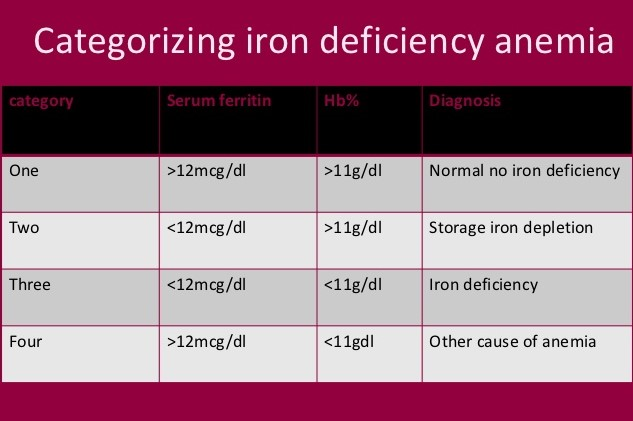 Categorizing iron deficiency anemia
category Serum ferritin Hb% Diagnosis
One >12mcg/dl >11g/dl Normal no iron deficiency
Two <12mcg/dl >11g/dl Storage iron depletion
Three <12mcg/dl <11g/dl Iron deficiency
Four >12mcg/dl <11gdl Other cause of anemia